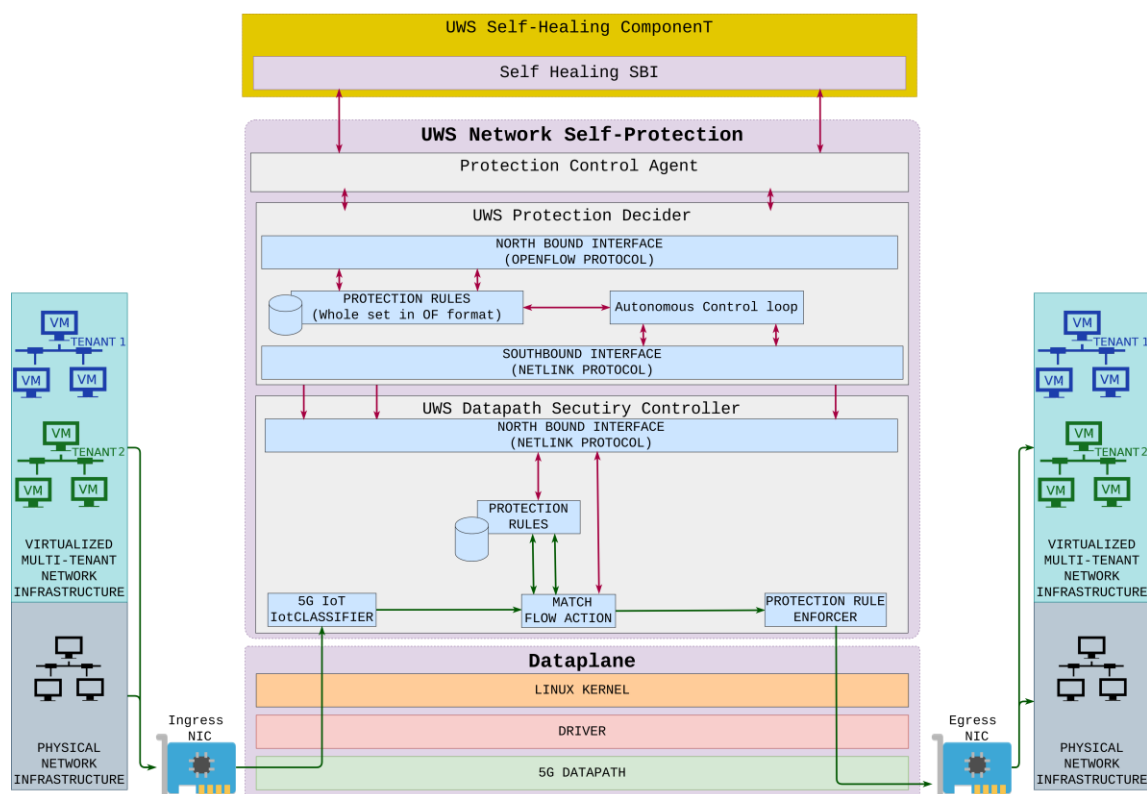 UWS Self-Healing ComponenT
Self Healing SBI
UWS Network Self-Protection
Protection Control Agent
UWS Protection Decider
NORTH BOUND INTERFACE
(OPENFLOW PROTOCOL)
PROTECTION RULES
(Whole set in OF format)
Autonomous Control loop
SOUTHBOUND INTERFACE
(NETLINK PROTOCOL)
UWS Datapath Secutiry Controller
NORTH BOUND INTERFACE
(NETLINK PROTOCOL)
PROTECTION
RULES
5G IoT
IotCLASSIFIER
MATCH
FLOW ACTION
PROTECTION RULE
ENFORCER
Dataplane
LINUX KERNEL
DRIVER
5G DATAPATH
VM
TENANT 1
VM
VM
VM
TENANT 2
VM
VM
VIRTUALIZED
MULTI-TENANT
NETWORK
INFRASTRUCTURE
PHYSICAL
NETWORK
INFRASTRUCTURE
Ingress
NIC
Egress
NIC
VM
TENANT 1
VM
VM
VM
TENANT 2
VM
VM
VIRTUALIZED
MULTI-TENANT
NETWORK
INFRASTRUCTURE
PHYSICAL
NETWORK
INFRASTRUCTURE